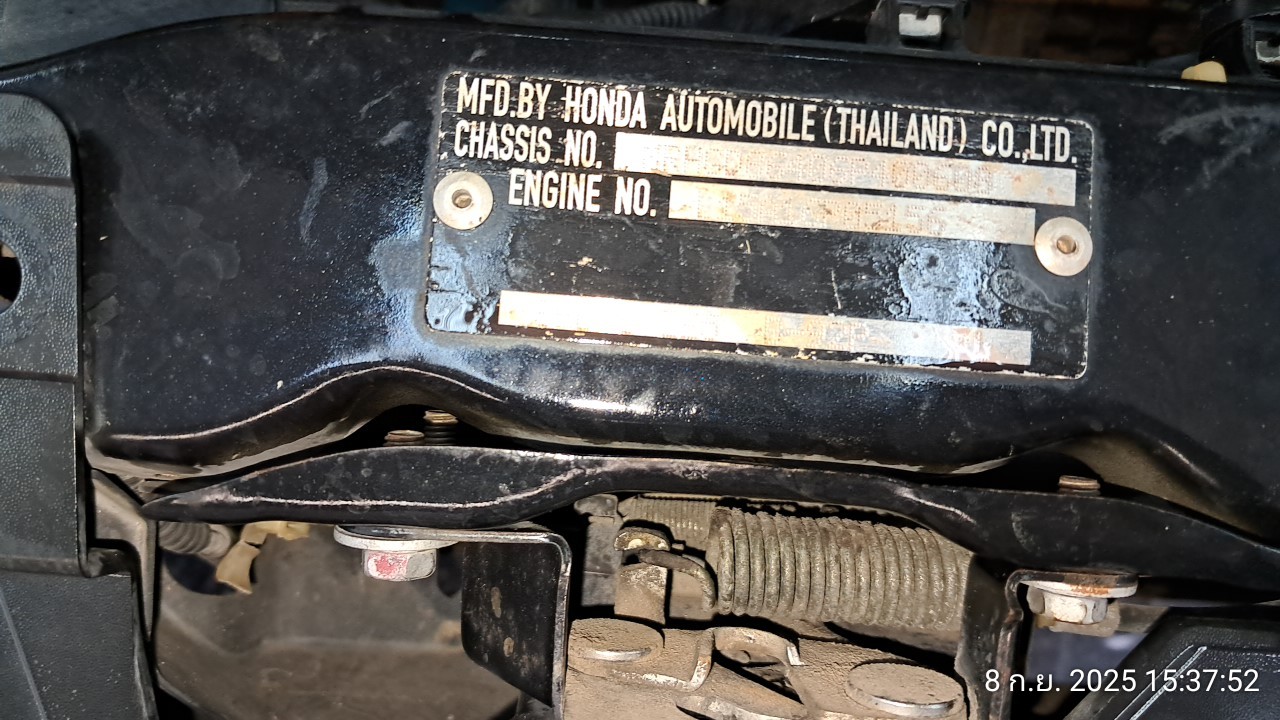 MFD.BY HONDA AUTOMOBILE (THAILAND) CO.,LTD.
CHASSIS NO.
ENGINE NO.
8 ก.ย. 2025 15:37:52